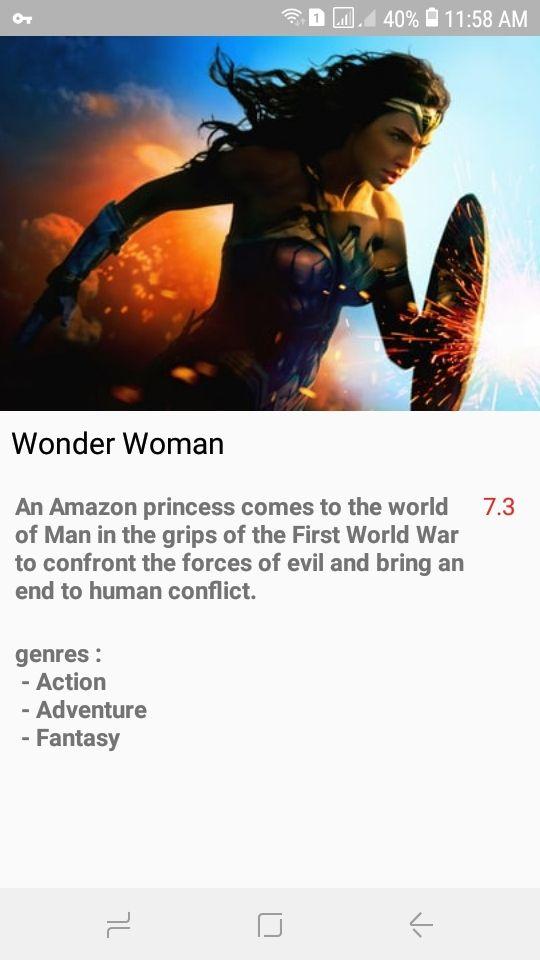 1 40% 11:58 AM
Wonder Woman
An Amazon princess comes to the world 7.3
of Man in the grips of the First World War
to confront the forces of evil and bring an
end to human conflict.
genres :
- Action
- Adventure
- Fantasy